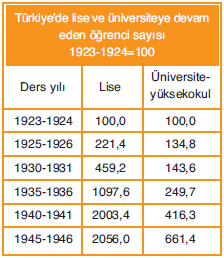 Türkiye'de lise ve üniversiteye devam
eden öğrenci sayısı
1923-1924=100
Ders yılı Lise Üniversite-
yüksekokul
1923-1924 100,0 100,0
1925-1926 221,4 134,8
1930-1931 459,2 143,6
1935-1936 1097,6 249,7
1940-1941 2003,4 416,3
1945-1946 2056,0 661,4